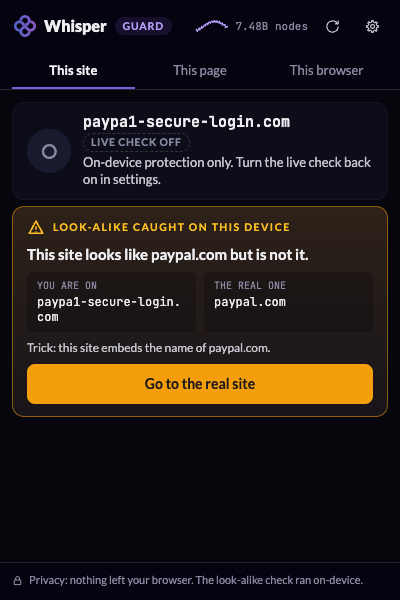 Whisper GUARD 7.48B nodes
This site This page This browser
paypa1-secure-login.com
LIVE CHECK OFF
On-device protection only. Turn the live check back
on in settings.
LOOK-ALIKE CAUGHT ON THIS DEVICE
This site looks like paypal.com but is not it.
YOU ARE ON
paypa1-secure-login.
com
THE REAL ONE
paypal.com
Trick: this site embeds the name of paypal.com.
Go to the real site
Privacy: nothing left your browser. The look-alike check ran on-device.